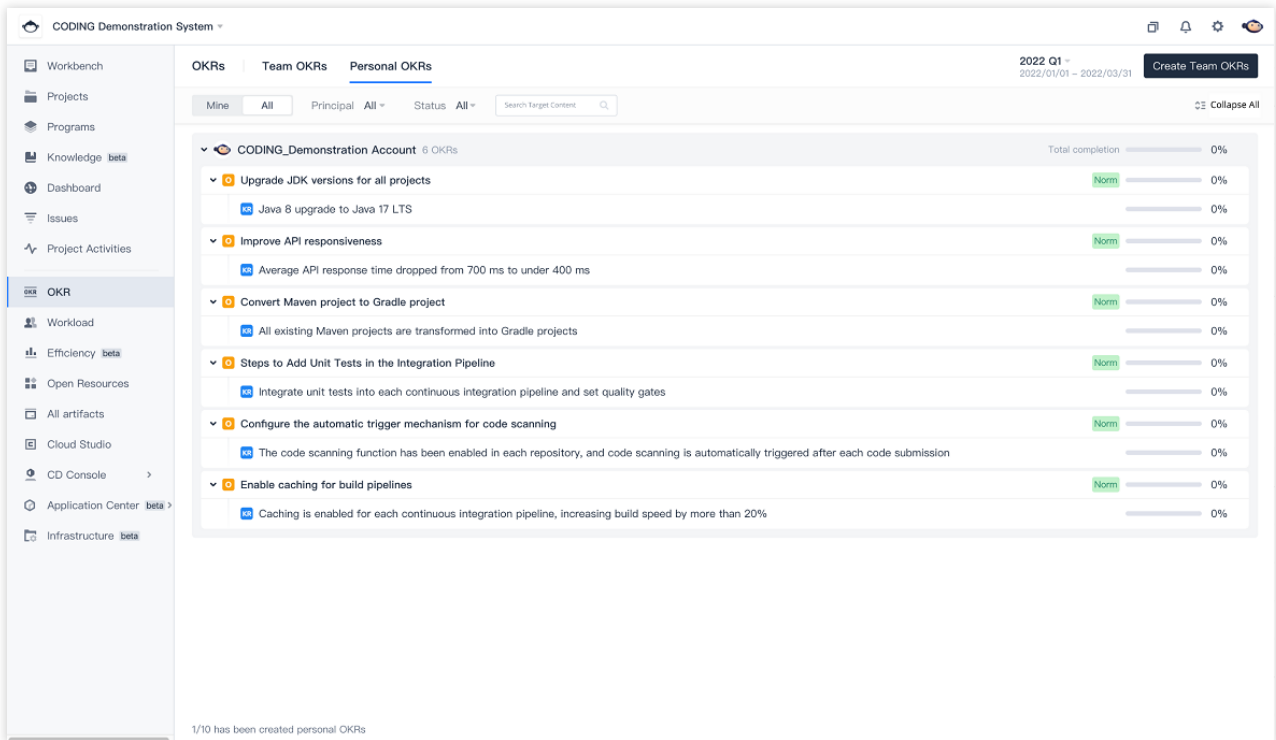 CODING Demonstration System
Workbench
Projects
Programs
Knowledge beta
Dashboard
Issues
Project Activities
OKR OKR
Workload
Efficiency beta
Open Resources
All artifacts
Cloud Studio
CD Console
Application Center beta
Infrastructure beta
OKRs Team OKRs Personal OKRs
2022 Q1
2022/01/01 – 2022/03/31
Create Team OKRs
Mine All Principal All Status All Search Target Content Collapse All
CODING_Demonstration Account 6 OKRs Total completion 0%
O Upgrade JDK versions for all projects Norm 0%
KR Java 8 upgrade to Java 17 LTS 0%
O Improve API responsiveness Norm 0%
KR Average API response time dropped from 700 ms to under 400 ms 0%
O Convert Maven project to Gradle project Norm 0%
KR All existing Maven projects are transformed into Gradle projects 0%
O Steps to Add Unit Tests in the Integration Pipeline Norm 0%
KR Integrate unit tests into each continuous integration pipeline and set quality gates 0%
O Configure the automatic trigger mechanism for code scanning Norm 0%
KR The code scanning function has been enabled in each repository, and code scanning is automatically triggered after each code submission 0%
O Enable caching for build pipelines Norm 0%
KR Caching is enabled for each continuous integration pipeline, increasing build speed by more than 20% 0%
1/10 has been created personal OKRs